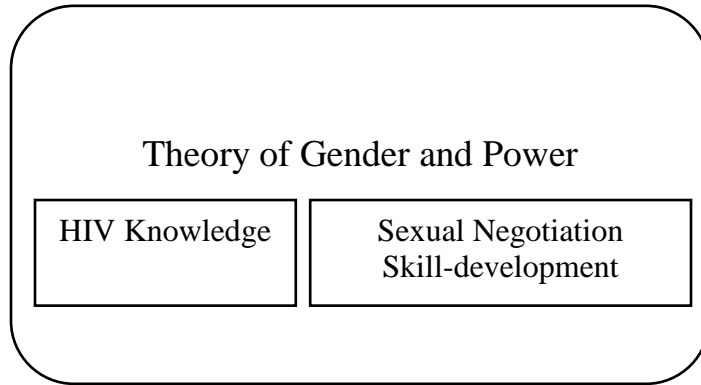 Theory of Gender and Power
HIV Knowledge
Sexual Negotiation
Skill-development